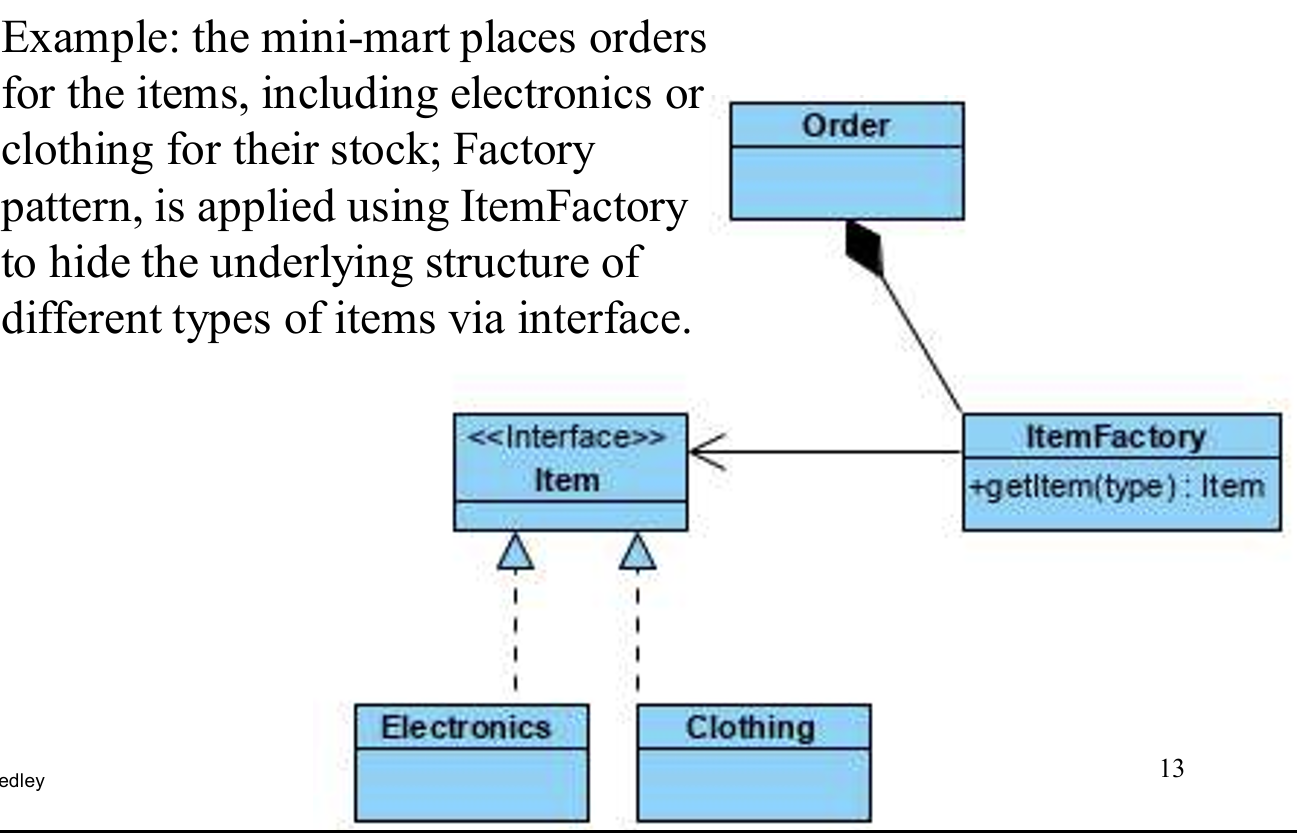 Example: the mini-mart places orders
for the items, including electronics or
clothing for their stock; Factory
pattern, is applied using ItemFactory
to hide the underlying structure of
different types of items via interface.
Order
<<Interface>>
Item
ItemFactory
+getItem(type) : Item
Electronics
Clothing
edley
13